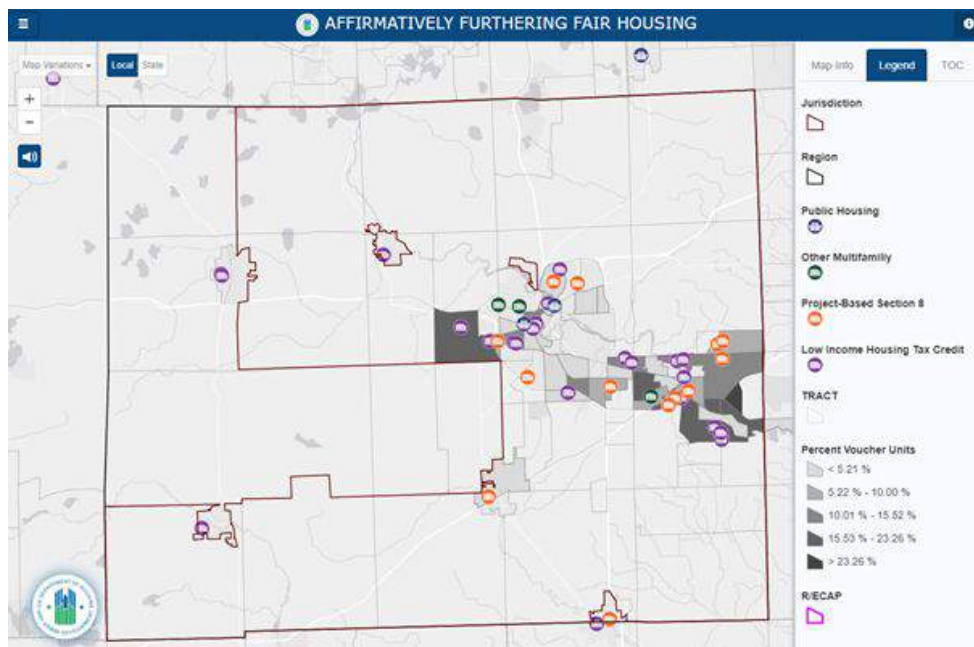 AFFIRMATIVELY FURTHERING FAIR HOUSING
Map Variations
Local
State
+
−
Map Info
Legend
TOC
Jurisdiction
Region
Public Housing
Other Multifamily
Project-Based Section 8
Low Income Housing Tax Credit
TRACT
Percent Voucher Units
< 5.21 %
5.22 % - 10.00 %
10.01 % - 15.52 %
15.53 % - 23.26 %
> 23.26 %
R/ECAP